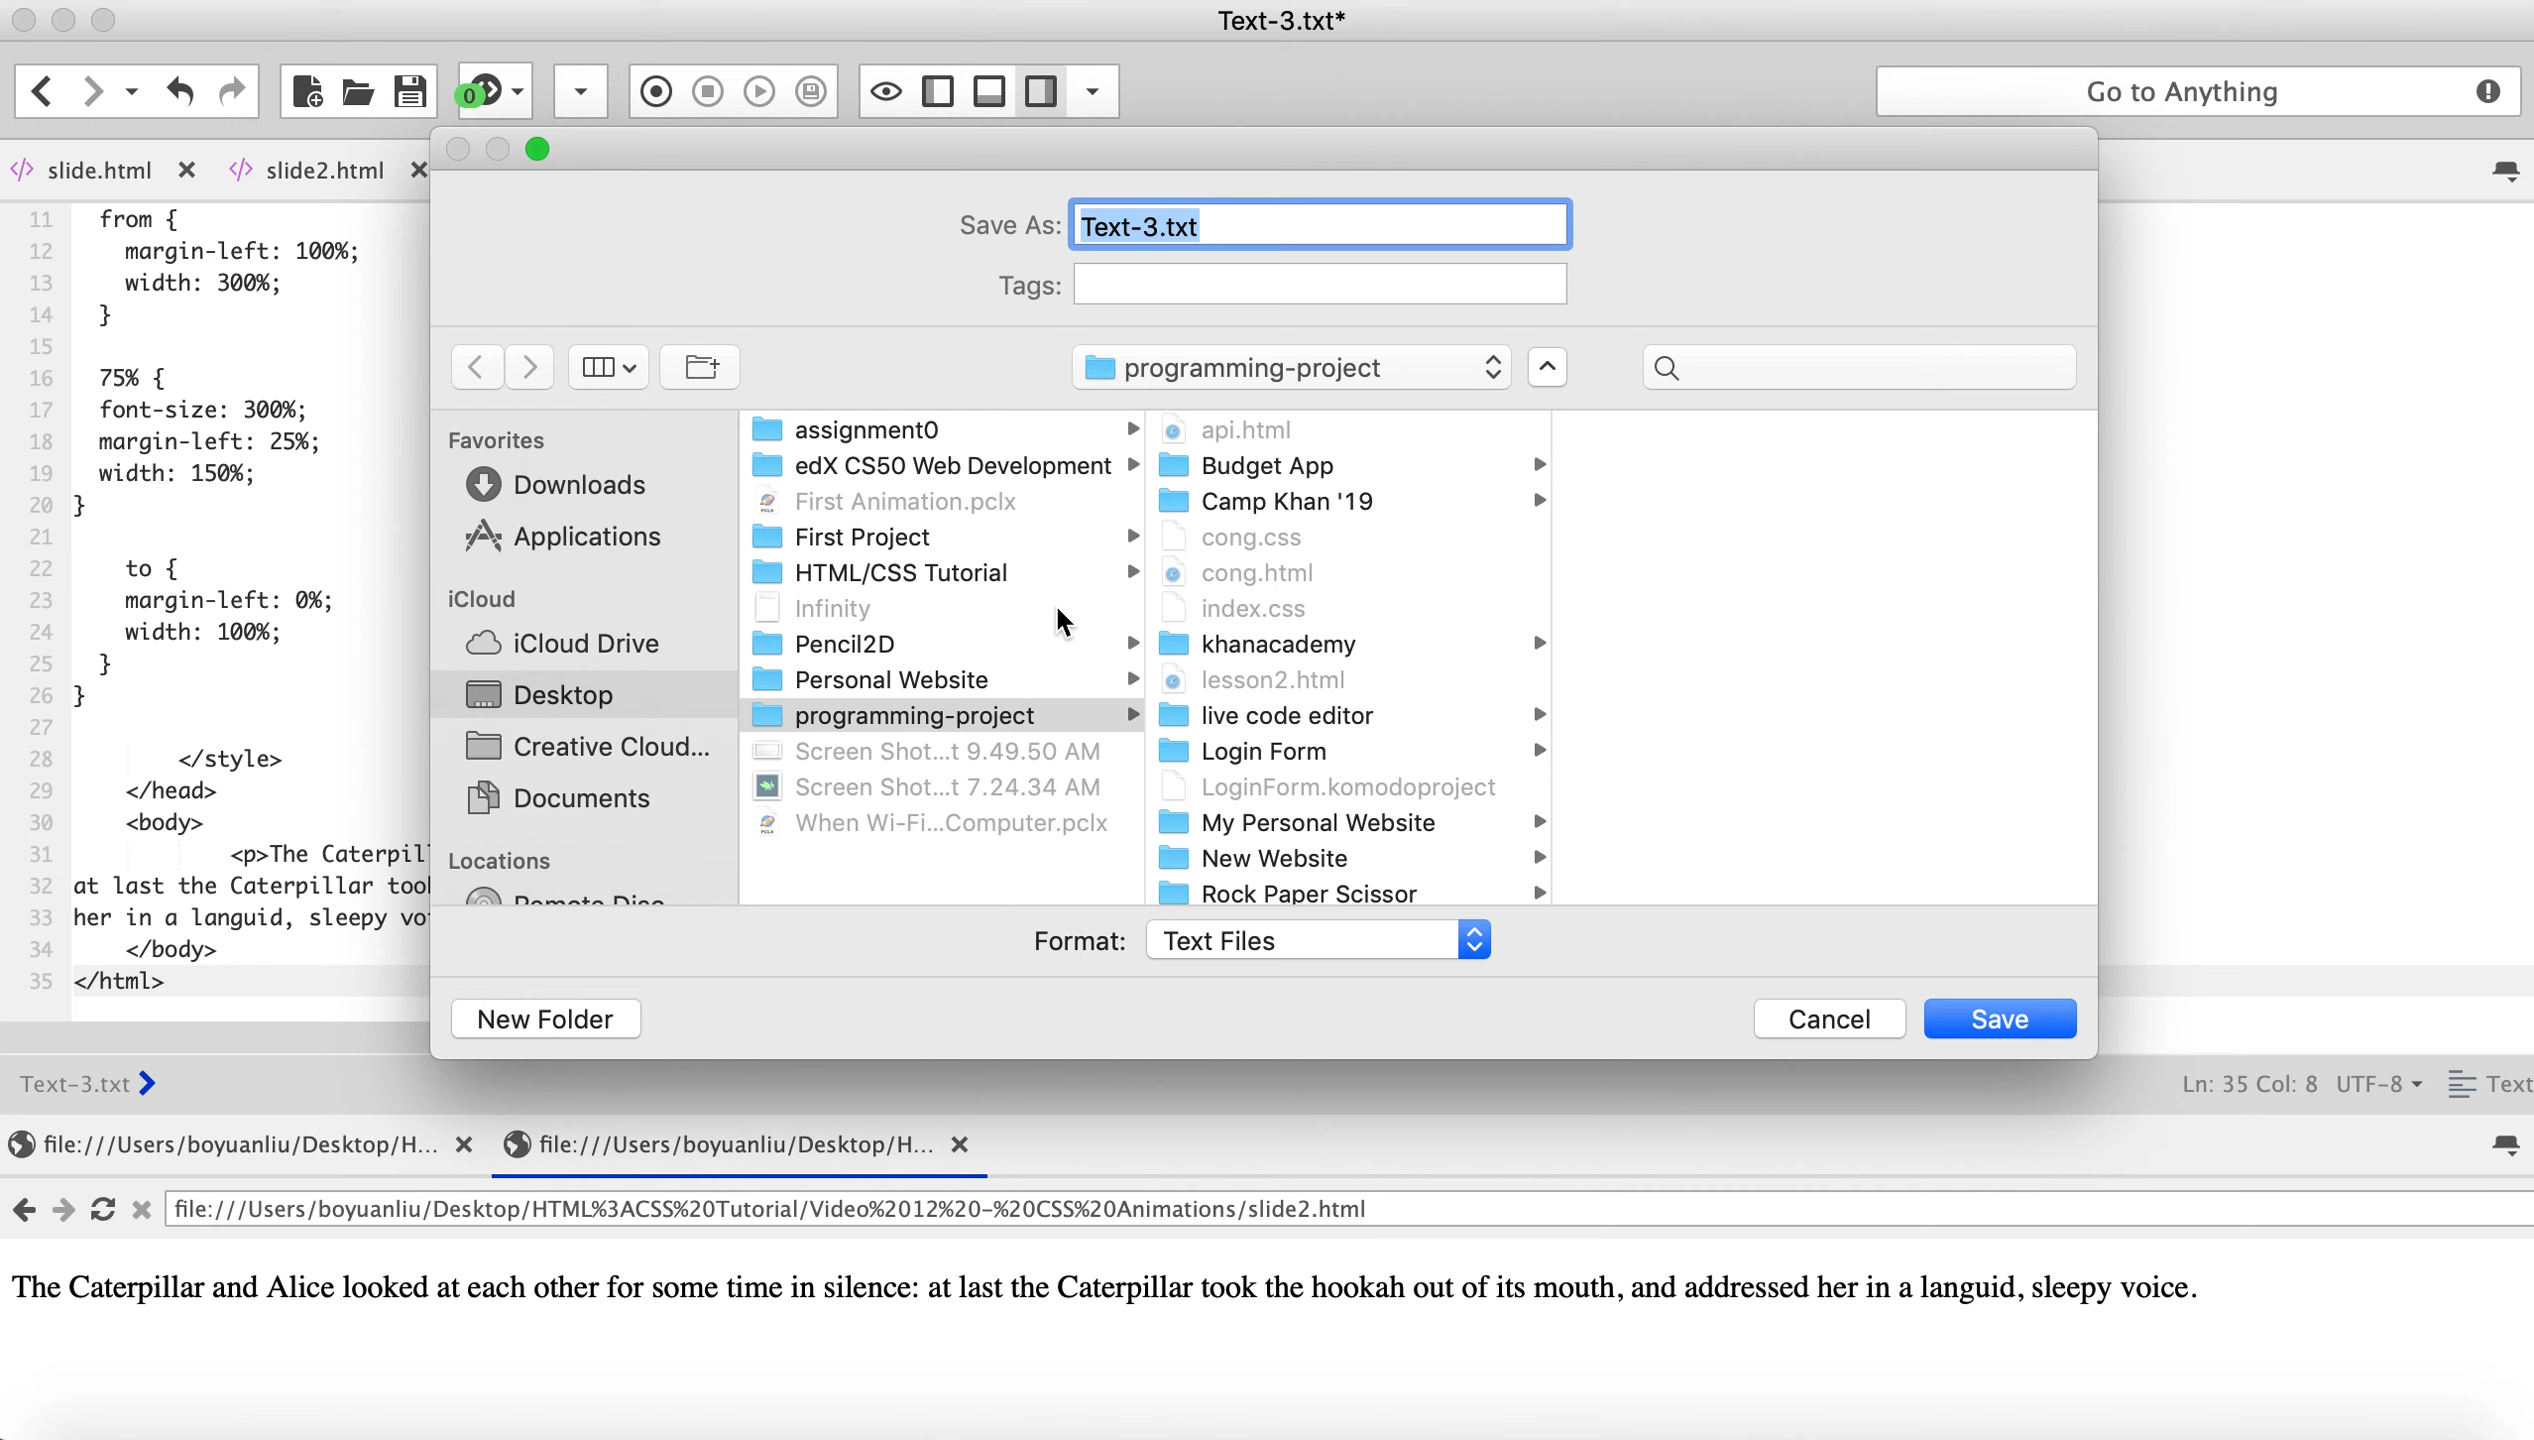 Text-3.txt*
0
Go to Anything
slide.html
slide2.html
11 from {
12 margin-left: 100%;
13 width: 300%;
14 }
15
16 75% {
17 font-size: 300%;
18 margin-left: 25%;
19 width: 150%;
20 }
21
22 to {
23 margin-left: 0%;
24 width: 100%;
25 }
26 }
27
28 </style>
29 </head>
30 <body>
31 <p>The Caterpil
32 at last the Caterpillar too
33 her in a languid, sleepy vo
34 </body>
35 </html>
Save As: Text-3.txt
Tags:
programming-project
Favorites
Downloads
Applications
iCloud
iCloud Drive
Desktop
Creative Cloud...
Documents
Locations
Remote Disc
assignment0
edX CS50 Web Development
First Animation.pclx
First Project
HTML/CSS Tutorial
Infinity
Pencil2D
Personal Website
programming-project
Screen Shot...t 9.49.50 AM
Screen Shot...t 7.24.34 AM
When Wi-Fi...Computer.pclx
api.html
Budget App
Camp Khan '19
cong.css
cong.html
index.css
khanacademy
lesson2.html
live code editor
Login Form
LoginForm.komodoproject
My Personal Website
New Website
Rock Paper Scissor
Format: Text Files
New Folder
Cancel
Save
Text-3.txt
Ln: 35 Col: 8 UTF-8 Text
file:///Users/boyuanliu/Desktop/H...
file:///Users/boyuanliu/Desktop/H...
file:///Users/boyuanliu/Desktop/HTML%3ACSS%20Tutorial/Video%2012%20-%20CSS%20Animations/slide2.html
The Caterpillar and Alice looked at each other for some time in silence: at last the Caterpillar took the hookah out of its mouth, and addressed her in a languid, sleepy voice.